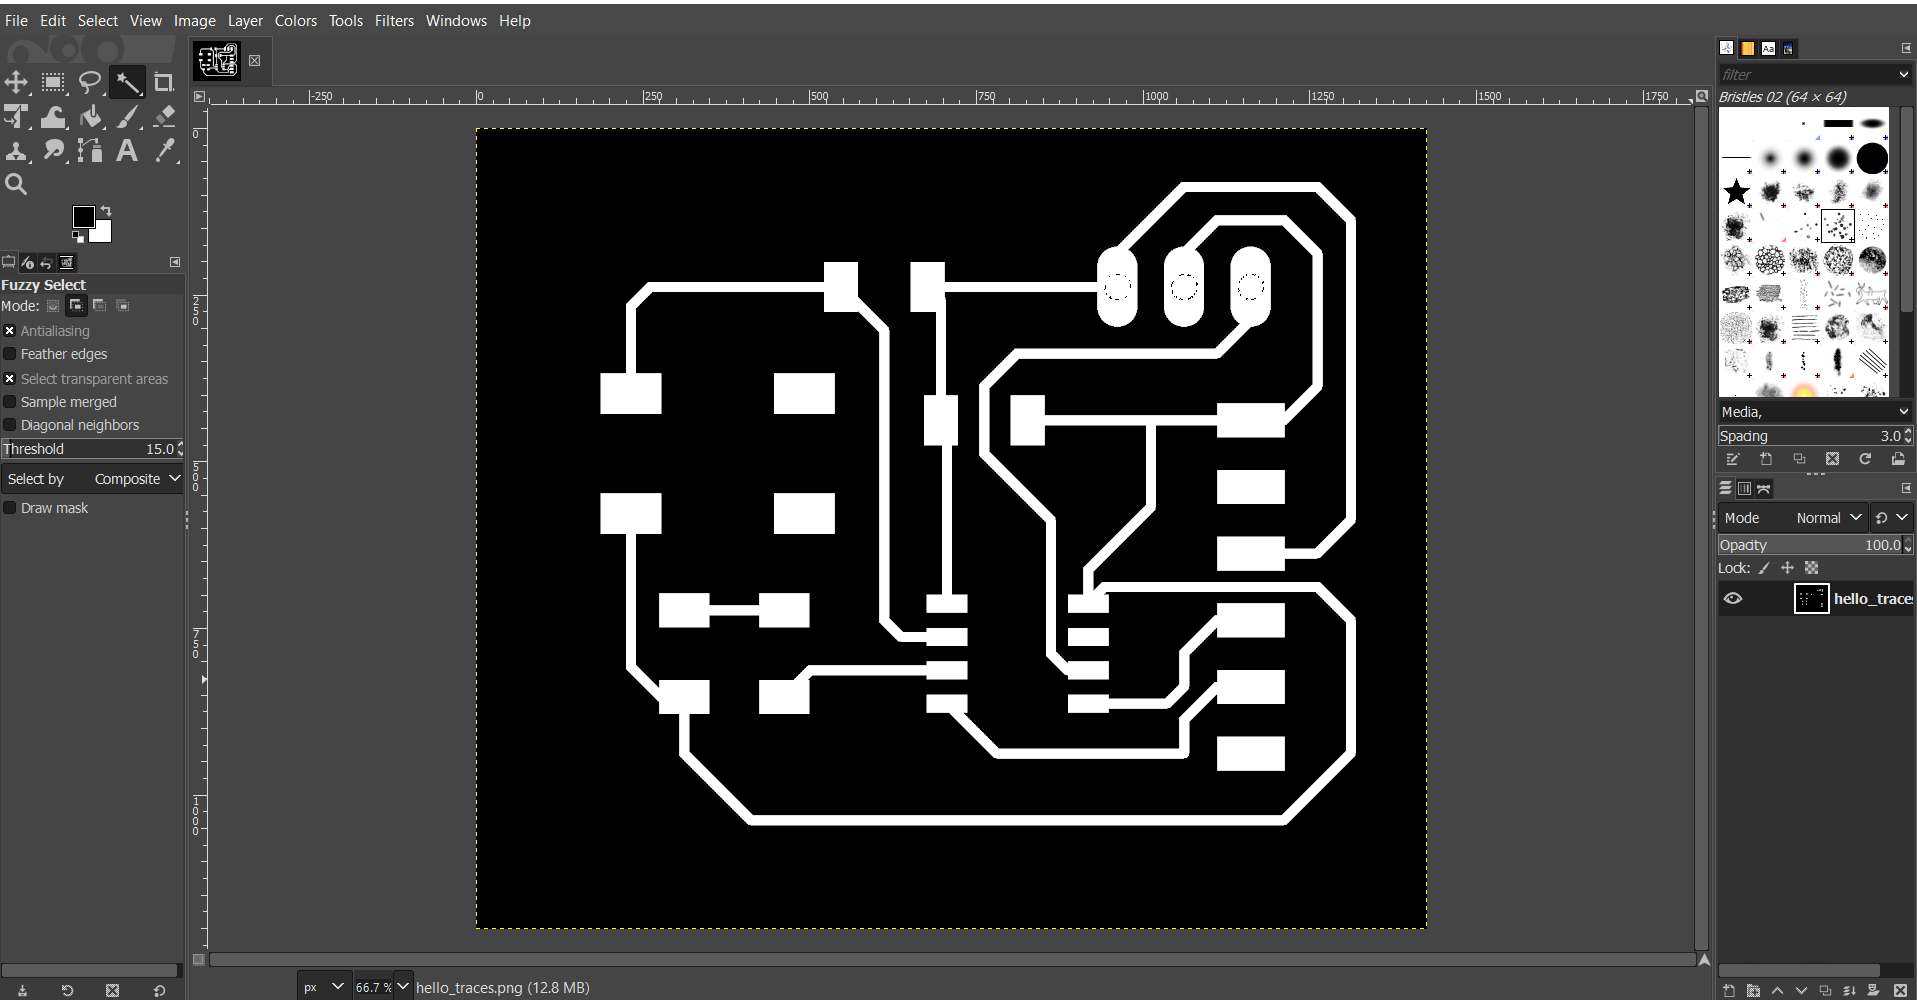 File Edit Select View Image Layer Colors Tools Filters Windows Help
-250 0 250 500 750 1000 1250 1500 1750
0
250
500
750
1000
Fuzzy Select
Mode:
Antialiasing
Feather edges
Select transparent areas
Sample merged
Diagonal neighbors
Threshold 15.0
Select by Composite
Draw mask
px 66.7 % hello_traces.png (12.8 MB)
Aa
filter
Bristles 02 (64 × 64)
Media,
Spacing 3.0
Mode Normal
Opacity 100.0
Lock:
hello_traces